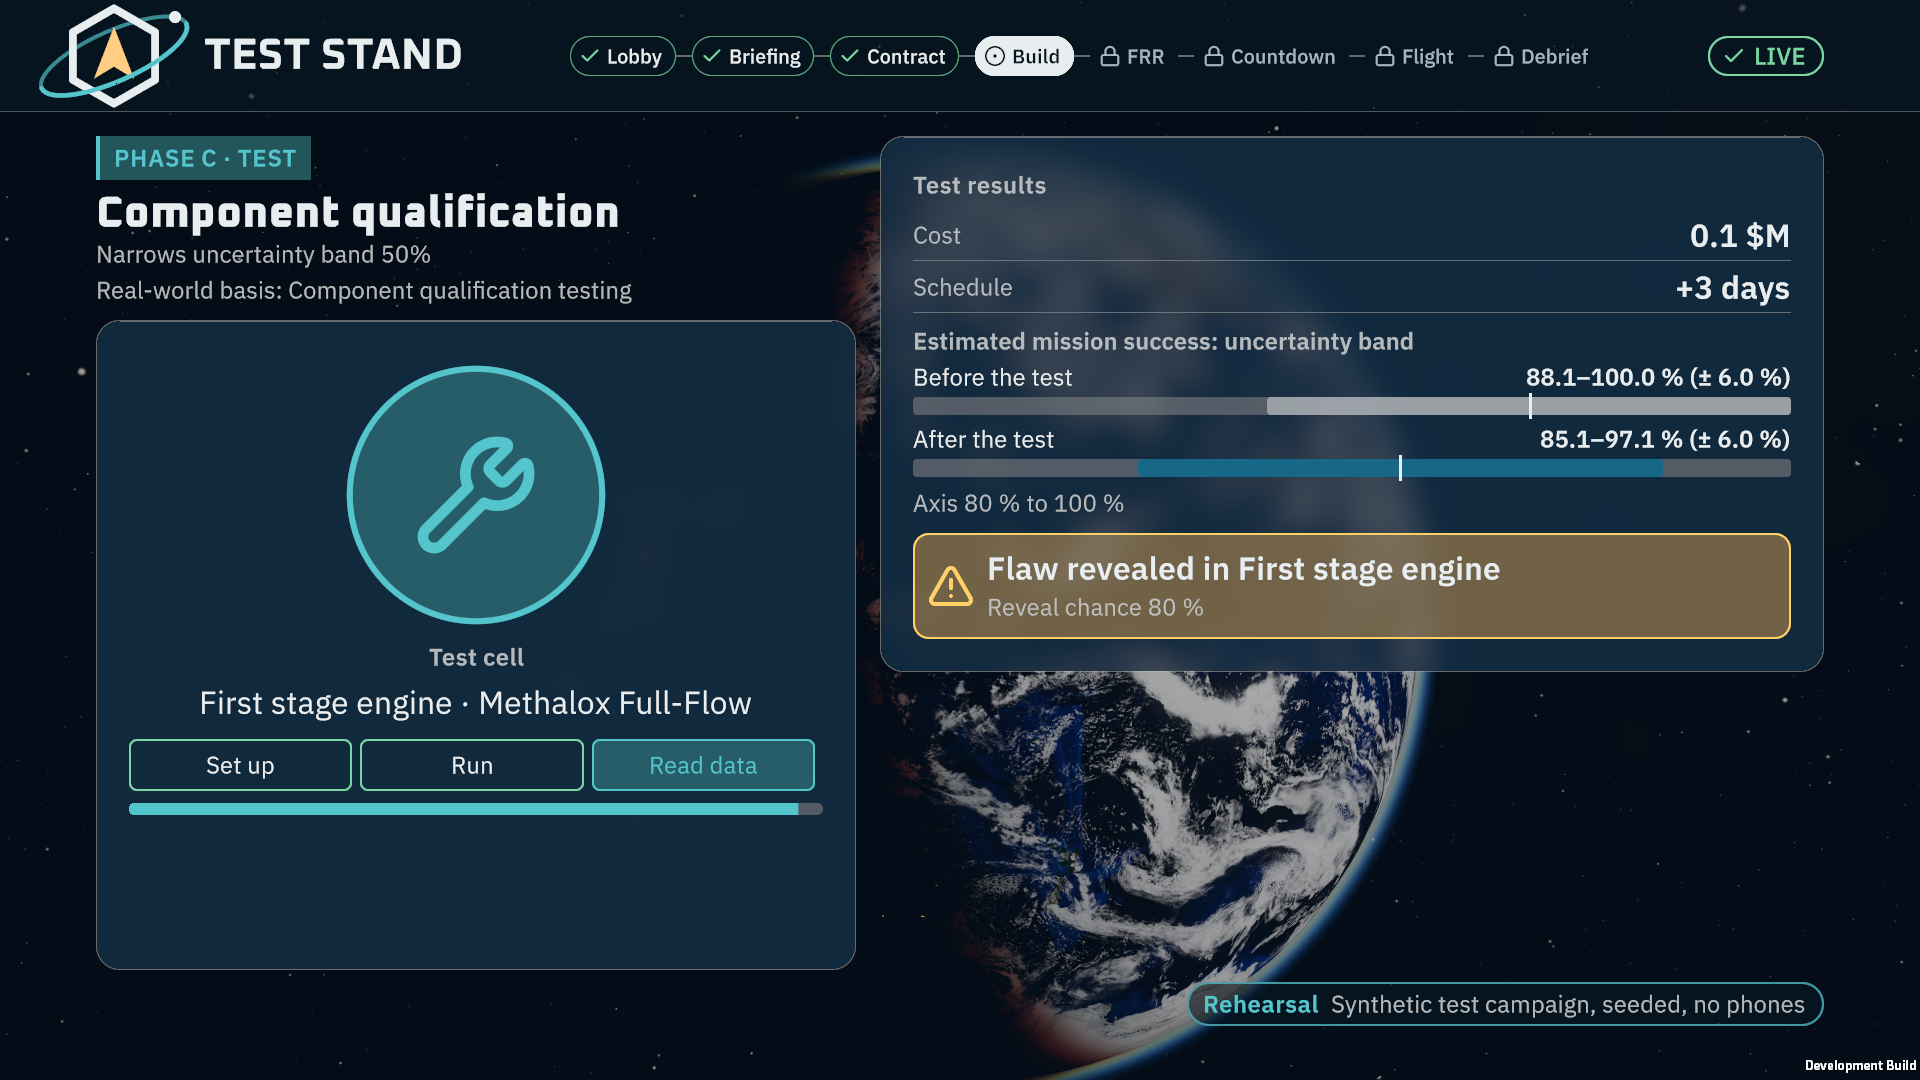 TEST STAND
Lobby
Briefing
Contract
Build
FRR
Countdown
Flight
Debrief
LIVE
PHASE C · TEST
Component qualification
Narrows uncertainty band 50%
Real-world basis: Component qualification testing
Test cell
First stage engine · Methalox Full-Flow
Set up
Run
Read data
Test results
Cost
0.1 $M
Schedule
+3 days
Estimated mission success: uncertainty band
Before the test
88.1–100.0 % (± 6.0 %)
After the test
85.1–97.1 % (± 6.0 %)
Axis 80 % to 100 %
Flaw revealed in First stage engine
Reveal chance 80 %
Rehearsal Synthetic test campaign, seeded, no phones
Development Build